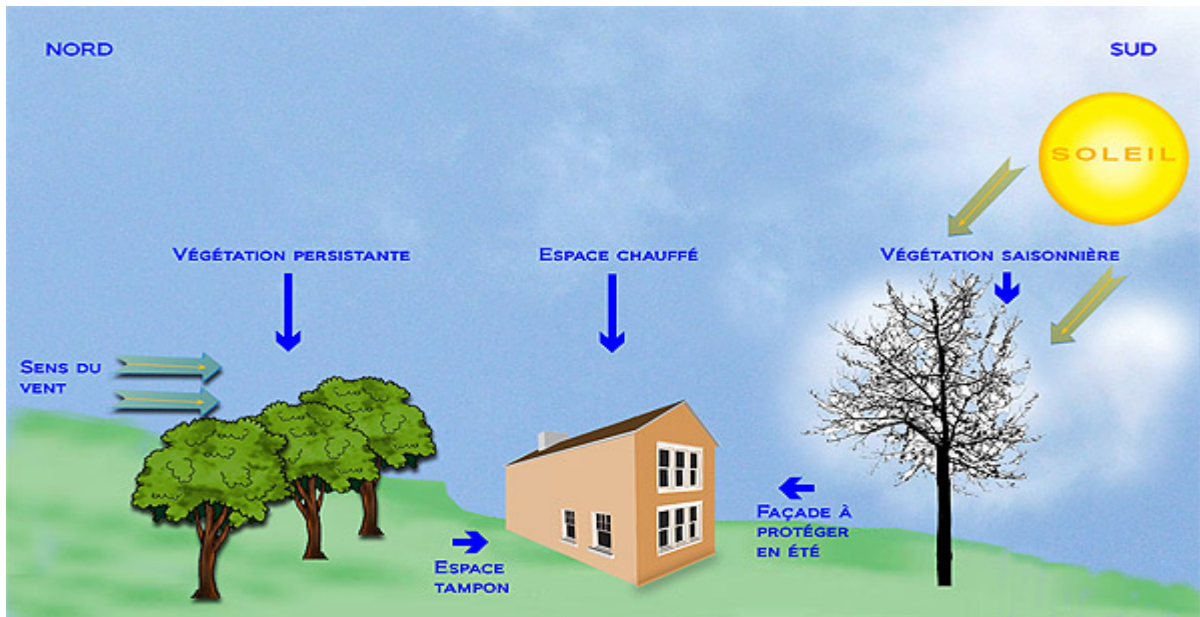 NORD
SUD
SOLEIL
VÉGÉTATION PERSISTANTE
ESPACE CHAUFFÉ
VÉGÉTATION SAISONNIÈRE
SENS DU
VENT
FAÇADE À
PROTÉGER
EN ÉTÉ
ESPACE
TAMPON